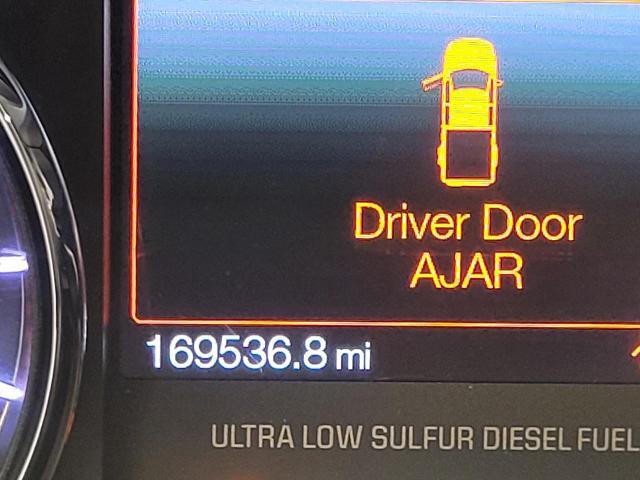 Driver Door
AJAR
169536.8 mi
ULTRA LOW SULFUR DIESEL FUEL